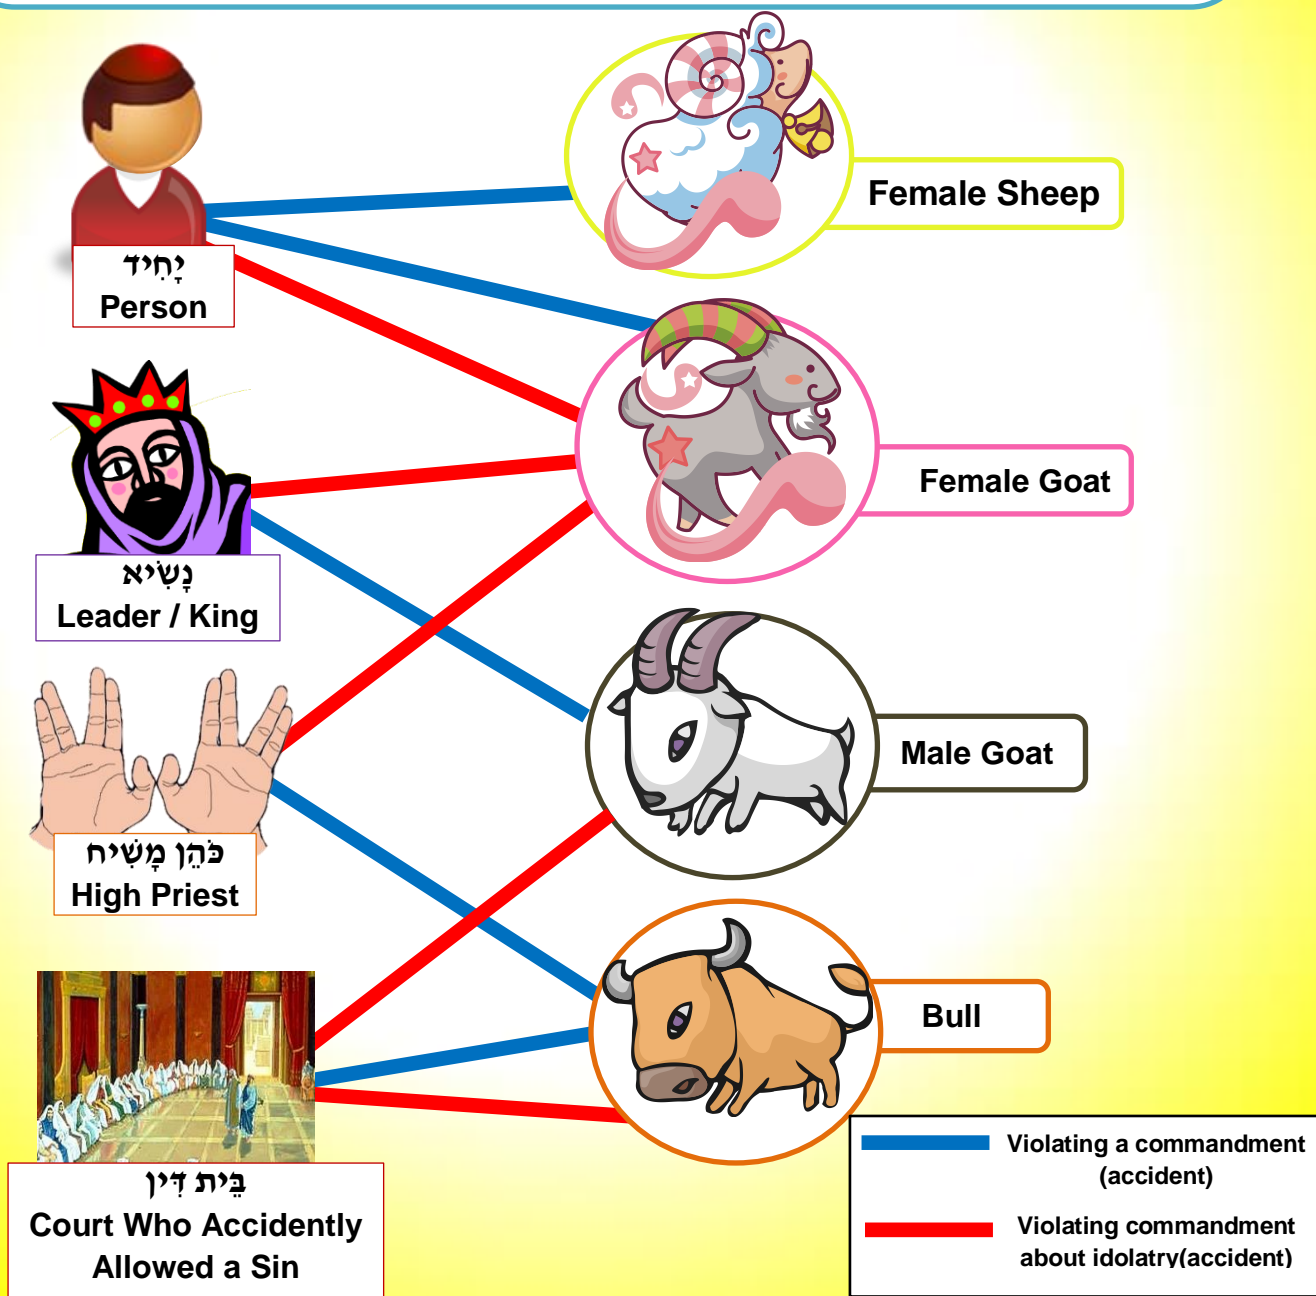 יָחִיד
Person
Female Sheep
נָשִׂיא
Leader / King
Female Goat
כֹּהֵן מָשִׁיח
High Priest
Male Goat
בֵּית דִּין
Court Who Accidently
Allowed a Sin
Bull
Violating a commandment
(accident)
Violating commandment
about idolatry(accident)